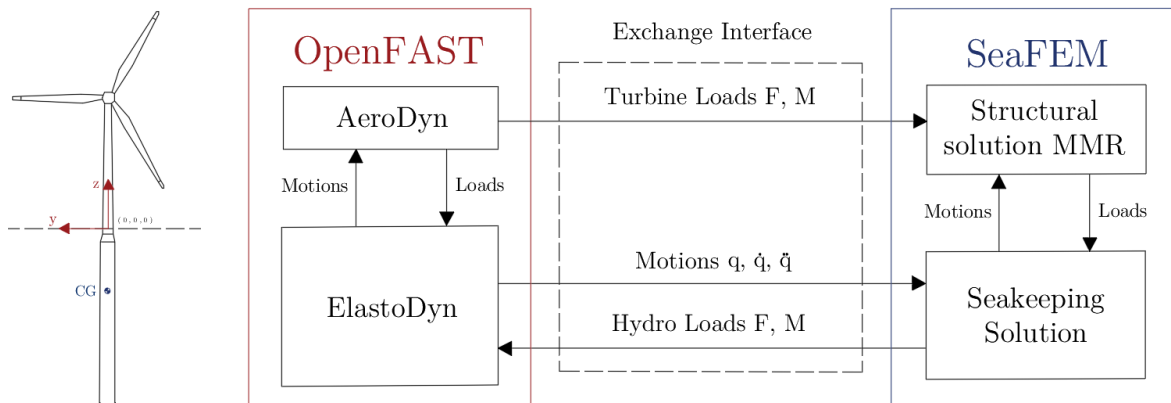 z
y
(0,0,0)
CG
OpenFAST
AeroDyn
Motions
Loads
ElastoDyn
Exchange Interface
Turbine Loads F, M
Motions q, q̇, q̈
Hydro Loads F, M
SeaFEM
Structural
solution MMR
Motions
Loads
Seakeeping
Solution